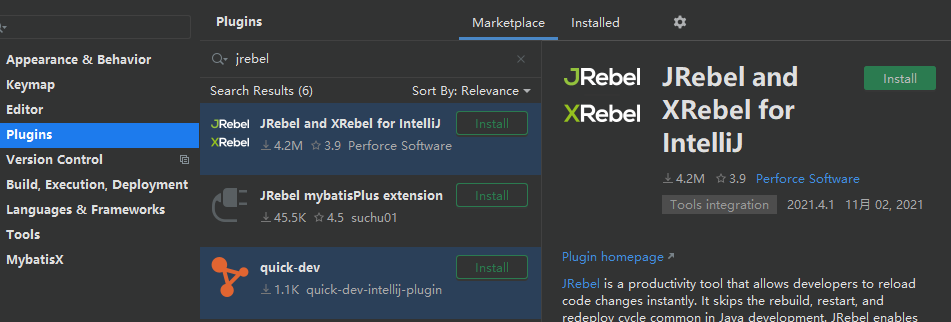 Plugins
Marketplace
Installed
Appearance & Behavior
Keymap
Editor
Plugins
Version Control
Build, Execution, Deployment
Languages & Frameworks
Tools
MybatisX
jrebel
Search Results (6)
Sort By: Relevance
JRebel
XRebel
JRebel and XRebel for IntelliJ
Install
4.2M 3.9 Perforce Software
JRebel mybatisPlus extension
Install
45.5K 4.5 suchu01
quick-dev
Install
1.1K quick-dev-intellij-plugin
JRebel
XRebel
JRebel and
XRebel for
IntelliJ
Install
4.2M 3.9 Perforce Software
Tools integration 2021.4.1 11月 02, 2021
Plugin homepage
JRebel is a productivity tool that allows developers to reload
code changes instantly. It skips the rebuild, restart, and
redeploy cycle common in Java development. JRebel enables